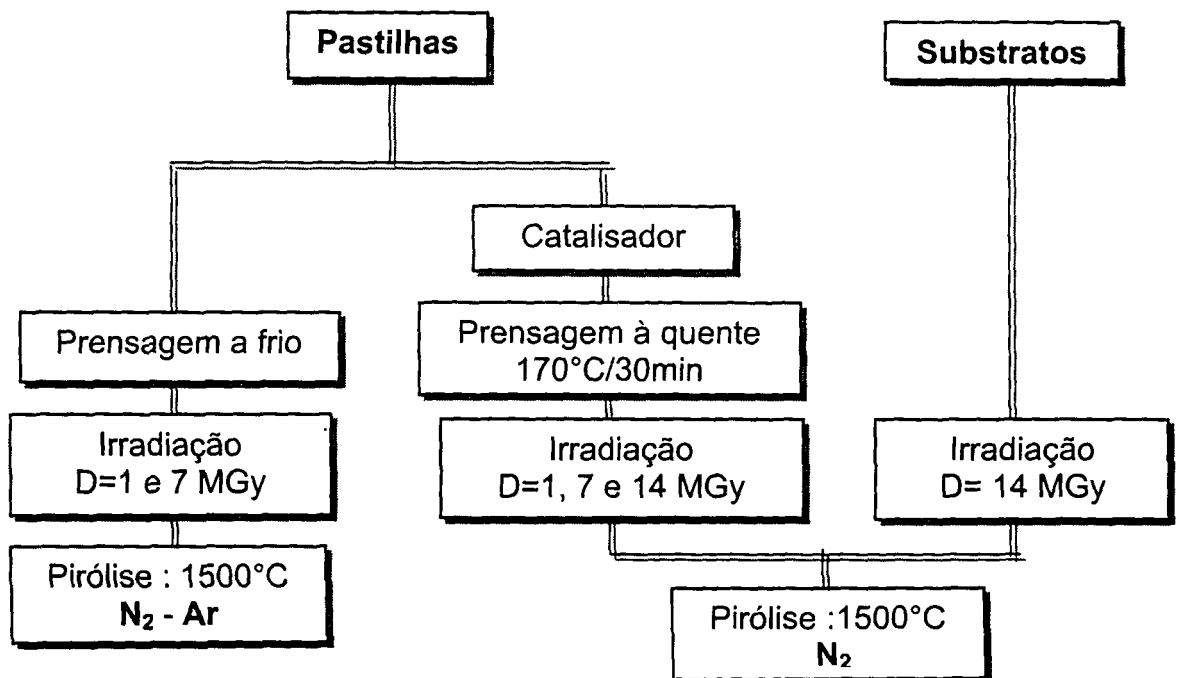 Pastilhas
Substratos
Catalisador
Prensagem a frio
Prensagem à quente
170°C/30min
Irradiação
D=1 e 7 MGy
Irradiação
D=1, 7 e 14 MGy
Irradiação
D= 14 MGy
Pirólise : 1500°C
N₂ - Ar
Pirólise :1500°C
N₂